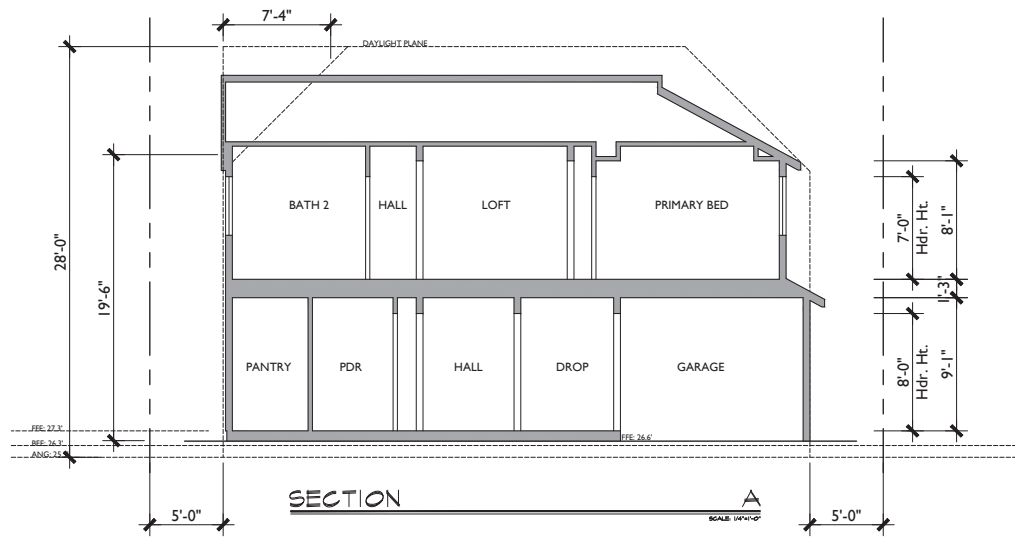 7'-4"
DAYLIGHT PLANE
28'-0"
19'-6"
BATH 2
HALL
LOFT
PRIMARY BED
7'-0"
Hdr. Ht.
8'-1"
1'-3"
PANTRY
PDR
HALL
DROP
GARAGE
8'-0"
Hdr. Ht.
9'-1"
FFE: 27.3'
BFE: 26.3'
ANG: 25
FFE: 26.6'
SECTION A
SCALE: 1/4"=1'-0"
5'-0"
5'-0"